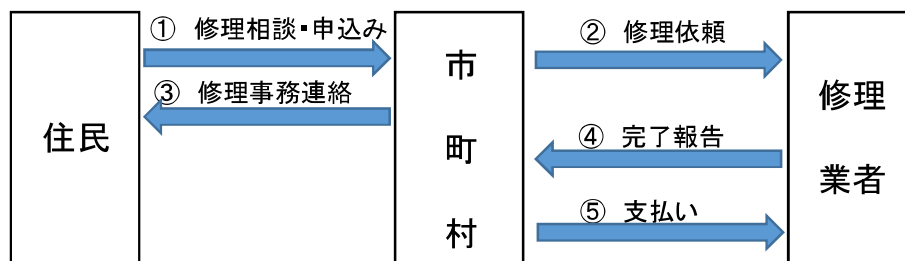 住民
① 修理相談・申込み
③ 修理事務連絡
市
町
村
② 修理依頼
④ 完了報告
⑤ 支払い
修理
業者